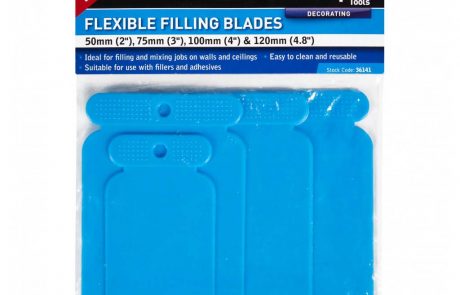 Tools
FLEXIBLE FILLING BLADES
DECORATING
50mm (2"), 75mm (3"), 100mm (4") & 120mm (4.8")
· Ideal for filling and mixing jobs on walls and ceilings · Easy to clean and reusable
· Suitable for use with fillers and adhesives
Stock Code: 36141